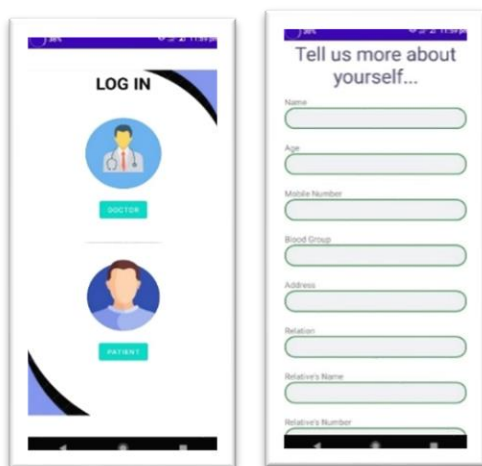 LOG IN
DOCTOR
PATIENT
Tell us more about
yourself...
Name
Age
Mobile Number
Blood Group
Address
Relation
Relative's Name
Relative's Number